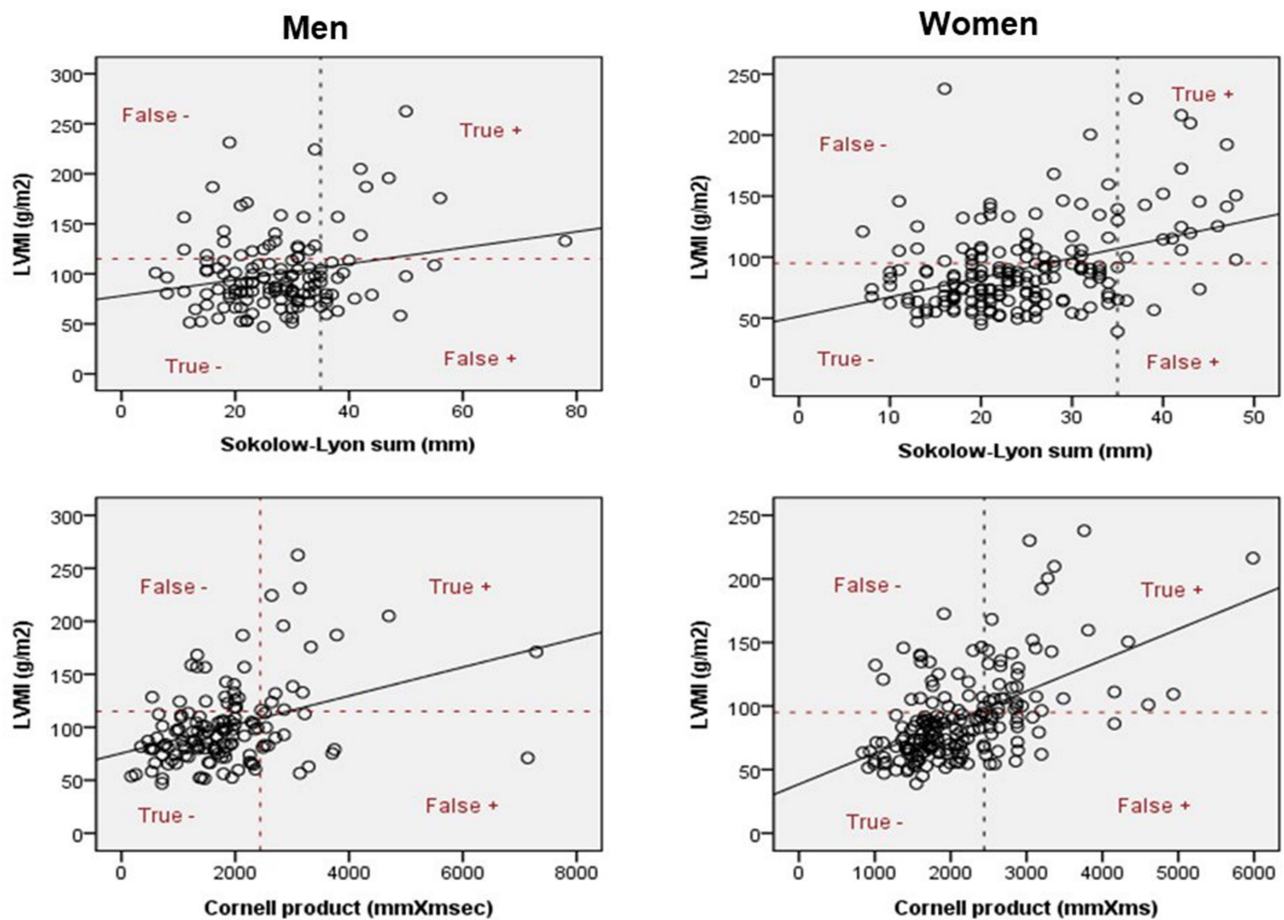 Men
Women
300
250
200
150
100
50
0
LVMI (g/m2)
False -
True +
True -
False +
0 20 40 60 80
Sokolow-Lyon sum (mm)
250
200
150
100
50
0
LVMI (g/m2)
True +
False -
True -
False +
0 10 20 30 40 50
Sokolow-Lyon sum (mm)
300
250
200
150
100
50
0
LVMI (g/m2)
False -
True +
True -
False +
0 2000 4000 6000 8000
Cornell product (mmXmsec)
250
200
150
100
50
0
LVMI (g/m2)
False -
True +
True -
False +
0 1000 2000 3000 4000 5000 6000
Cornell product (mmXms)